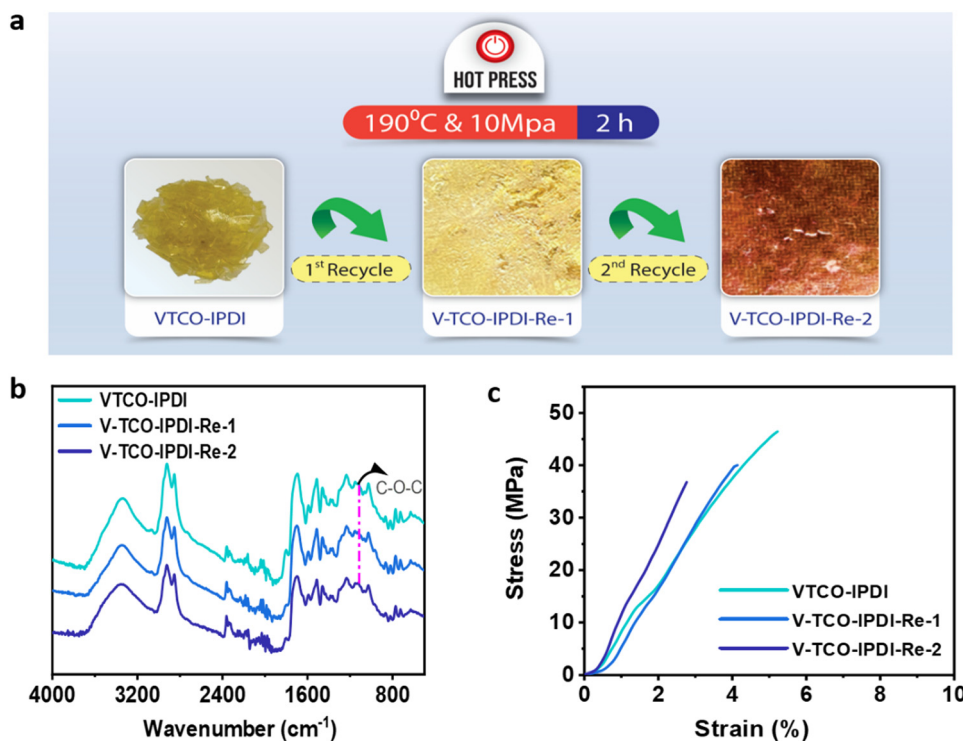 a
HOT PRESS
190⁰C & 10Mpa 2 h
1st Recycle
2nd Recycle
VTCO-IPDI
V-TCO-IPDI-Re-1
V-TCO-IPDI-Re-2
b
VTCO-IPDI
V-TCO-IPDI-Re-1
V-TCO-IPDI-Re-2
C-O-C
4000 3200 2400 1600 800
Wavenumber (cm-1)
c
50
40
30
20
10
0
Stress (MPa)
VTCO-IPDI
V-TCO-IPDI-Re-1
V-TCO-IPDI-Re-2
0 2 4 6 8 10
Strain (%)